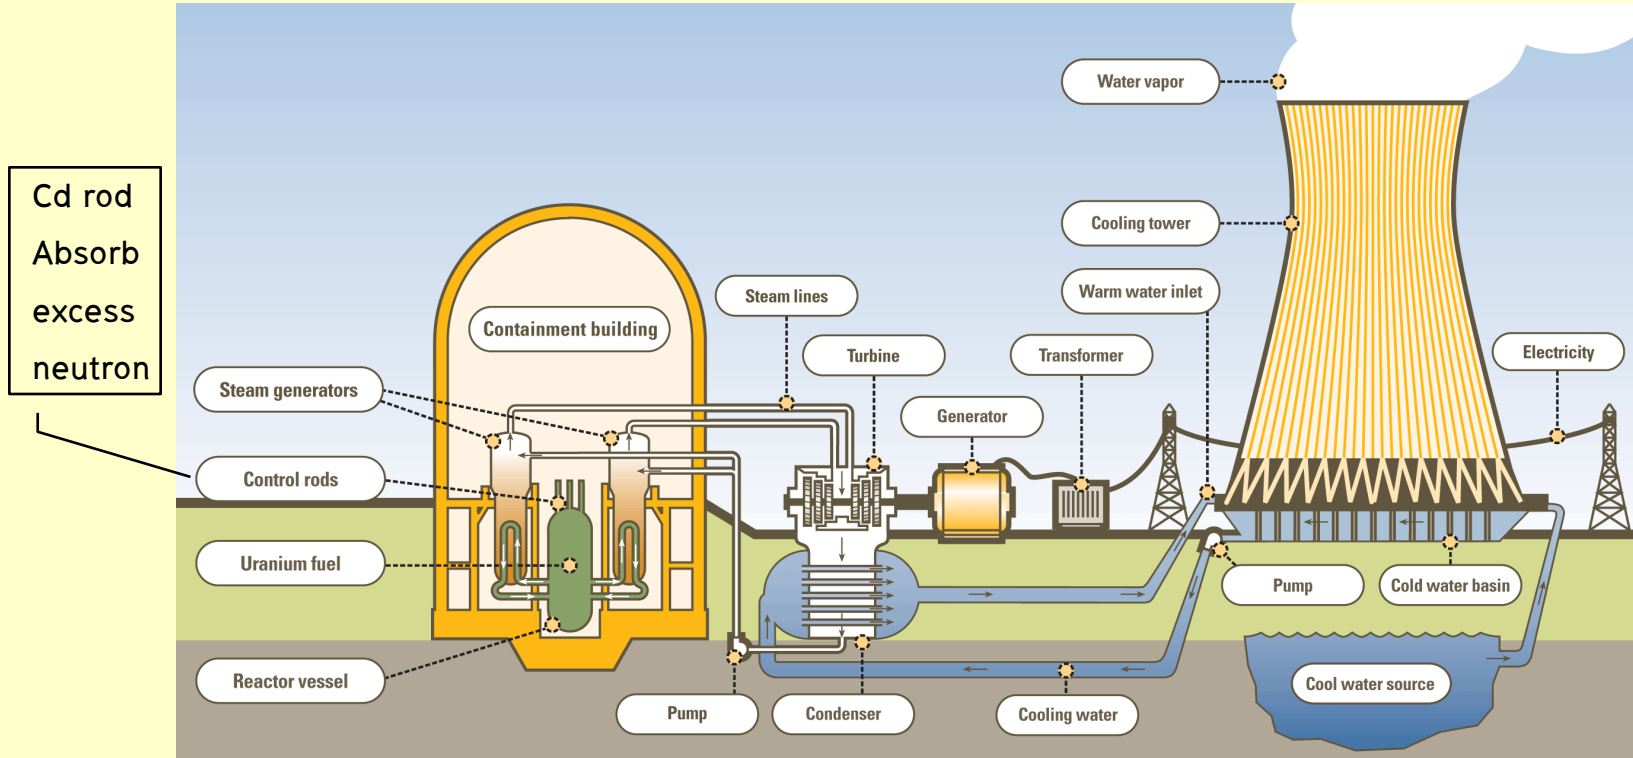 Cd rod
Absorb
excess
neutron
Water vapor
Cooling tower
Steam lines
Warm water inlet
Containment building
Turbine
Transformer
Electricity
Steam generators
Generator
Control rods
Uranium fuel
Pump
Cold water basin
Reactor vessel
Cool water source
Pump
Condenser
Cooling water